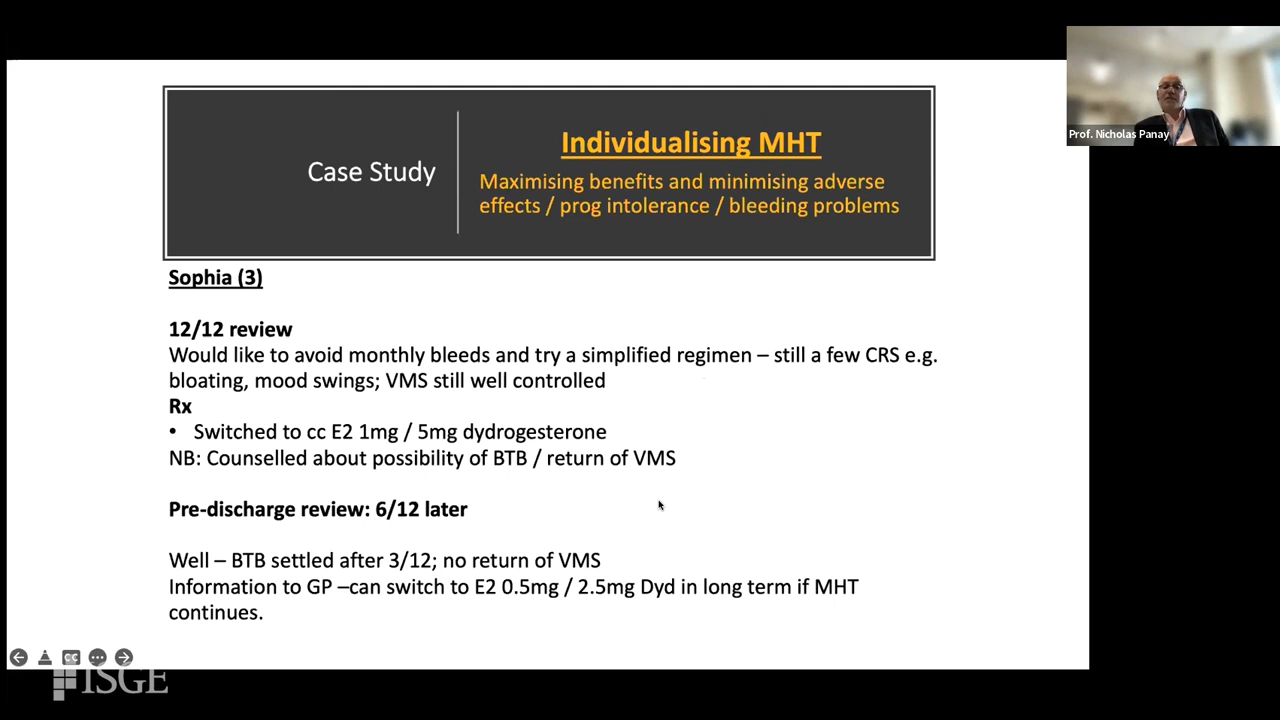 Prof. Nicholas Panay
Case Study
Individualising MHT
Maximising benefits and minimising adverse
effects / prog intolerance / bleeding problems
Sophia (3)
12/12 review
Would like to avoid monthly bleeds and try a simplified regimen – still a few CRS e.g.
bloating, mood swings; VMS still well controlled
Rx
• Switched to cc E2 1mg / 5mg dydrogesterone
NB: Counselled about possibility of BTB / return of VMS
Pre-discharge review: 6/12 later
Well – BTB settled after 3/12; no return of VMS
Information to GP –can switch to E2 0.5mg / 2.5mg Dyd in long term if MHT
continues.
CC
ISGE